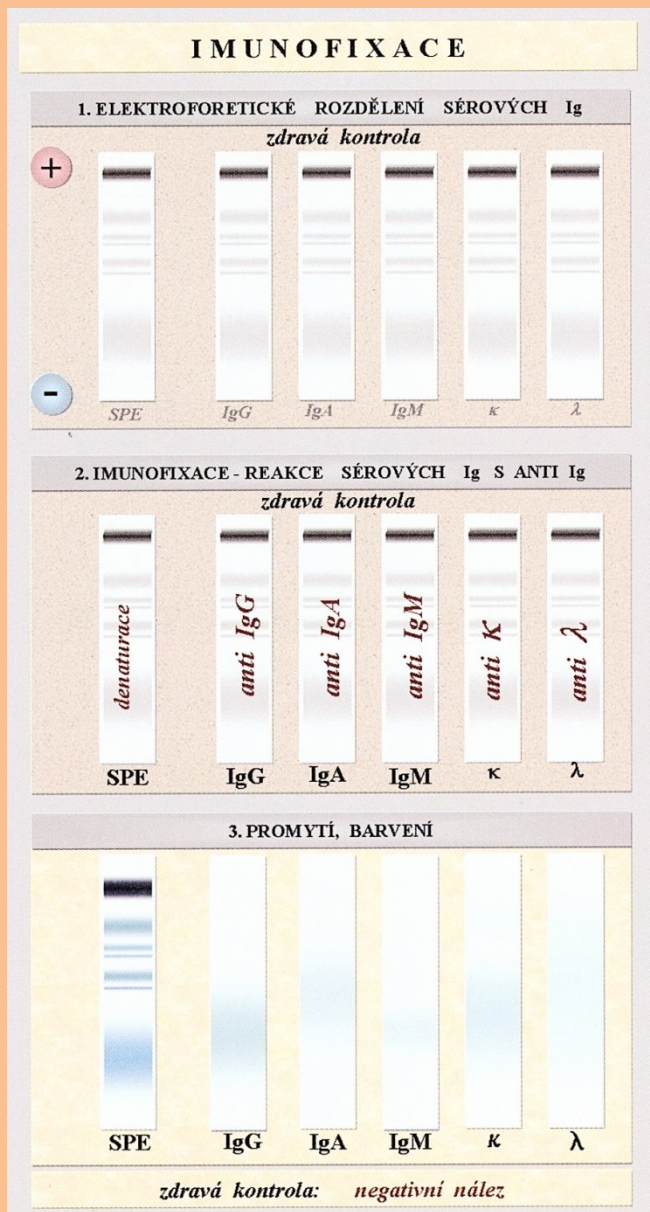 IMUNOFIXACE
1. ELEKTROFORETICKÉ ROZDĚLENÍ SÉROVÝCH Ig
zdravá kontrola
+
-
SPE IgG IgA IgM κ λ
2. IMUNOFIXACE - REAKCE SÉROVÝCH Ig S ANTI Ig
zdravá kontrola
denaturace anti IgG anti IgA anti IgM anti κ anti λ
SPE IgG IgA IgM κ λ
3. PROMYTÍ, BARVENÍ
SPE IgG IgA IgM κ λ
zdravá kontrola: negativní nález